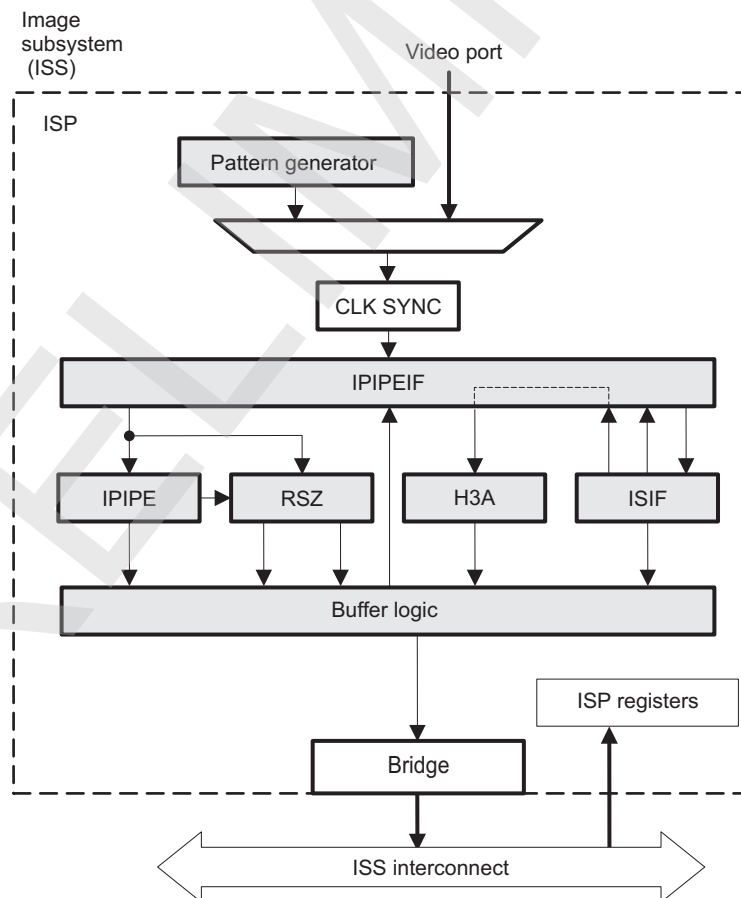 Image
subsystem
(ISS)
Video port
ISP
Pattern generator
CLK SYNC
IPIPEIF
IPIPE
RSZ
H3A
ISIF
Buffer logic
ISP registers
Bridge
ISS interconnect